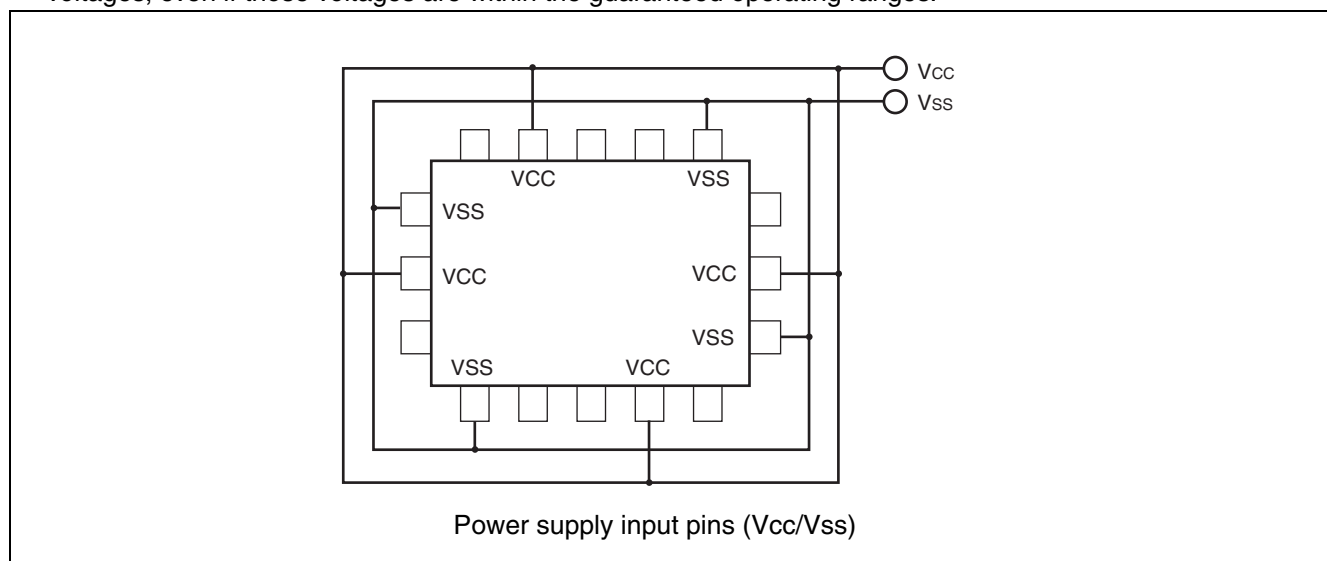 voltages, even if those voltages are within the guaranteed operating ranges.
Vcc
Vss
VCC VSS
VSS
VCC VCC
VSS
VSS VCC
Power supply input pins (Vcc/Vss)